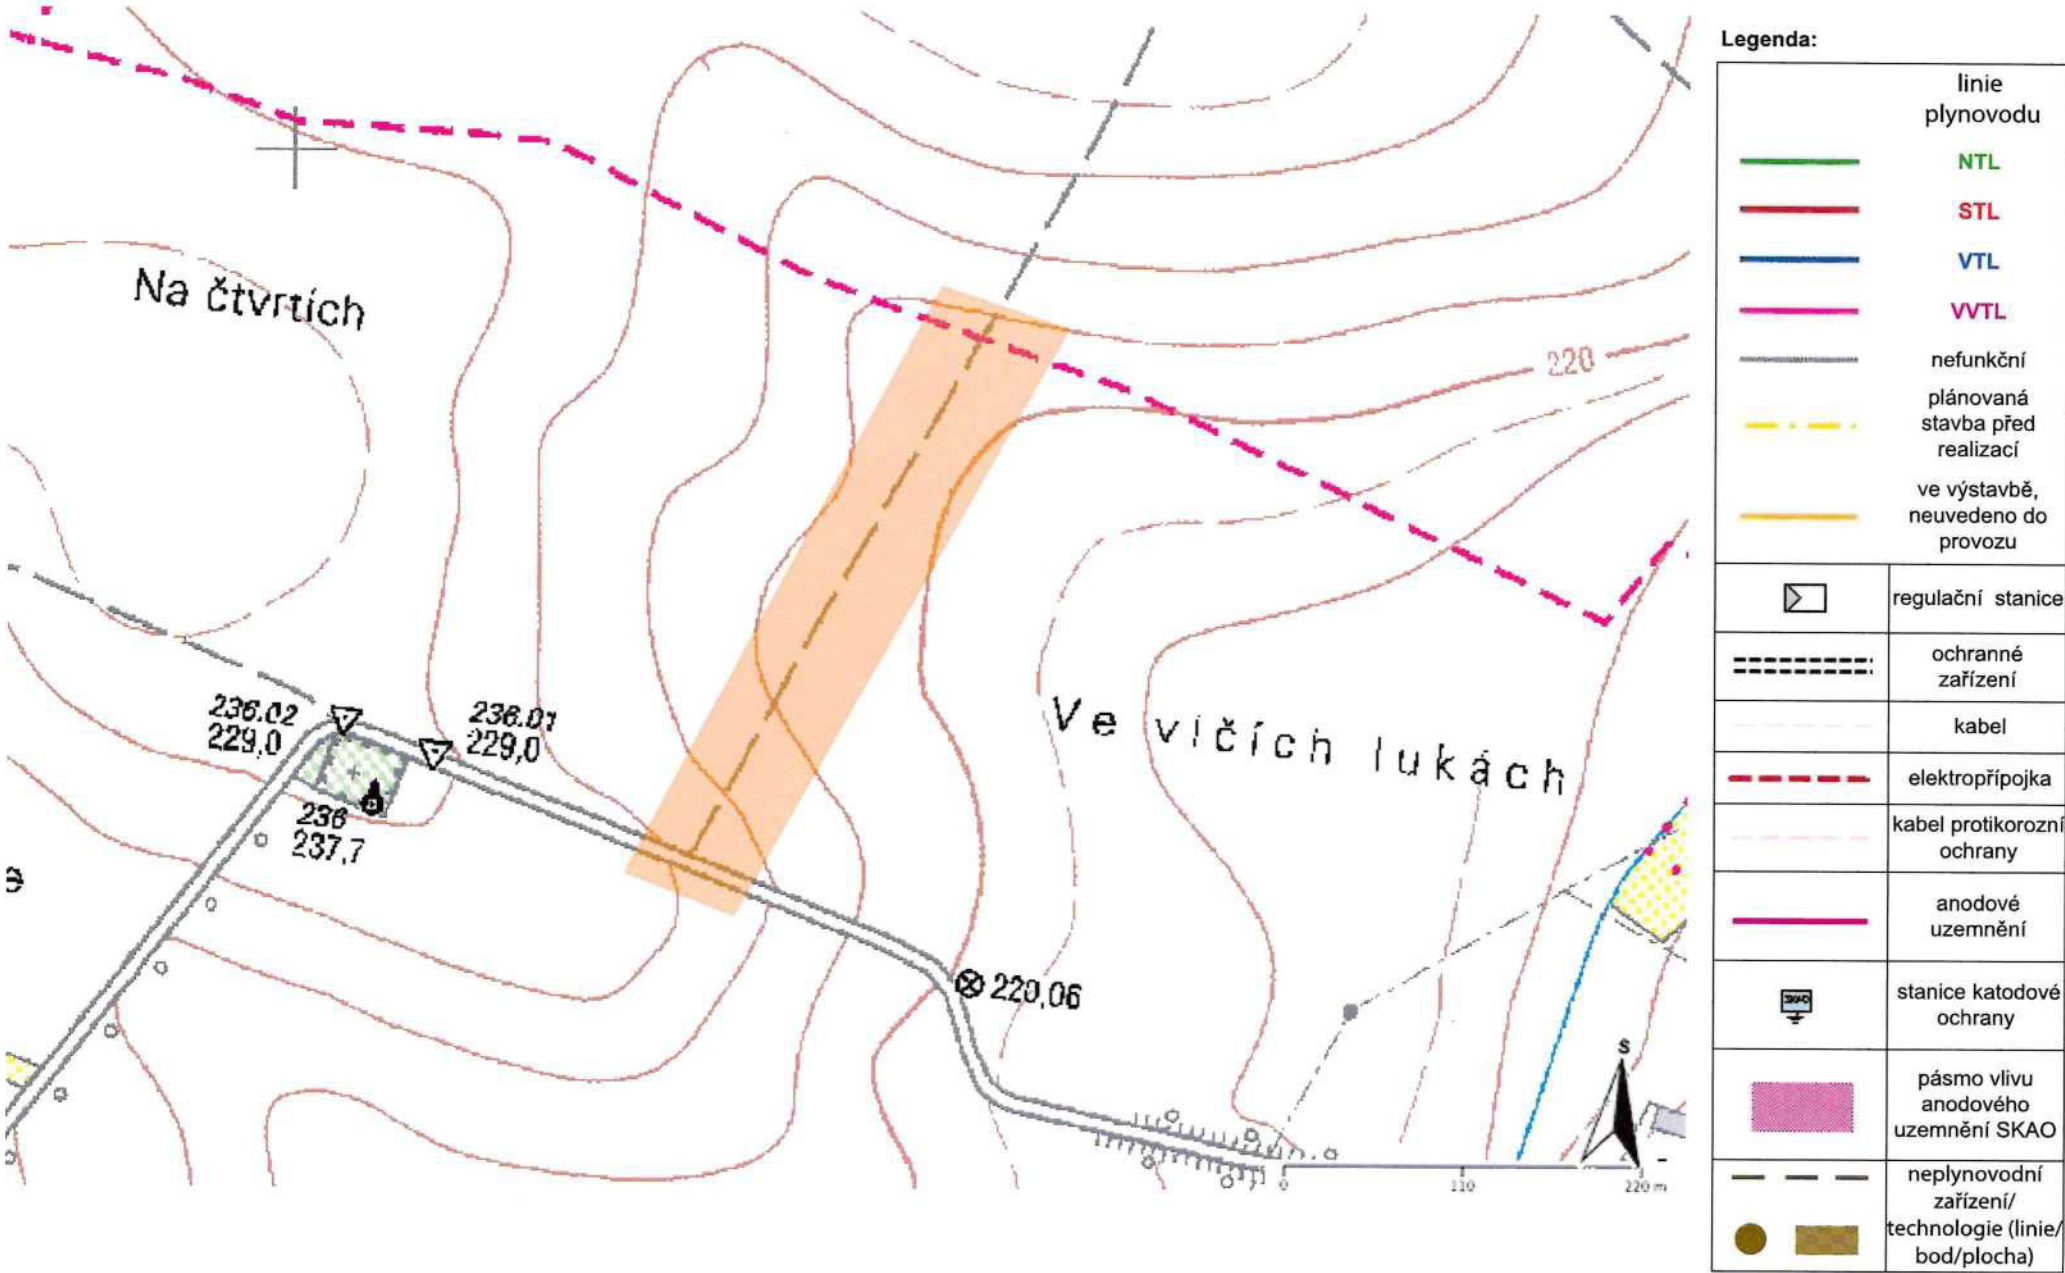 Na čtvrtích
220
236.02
229,0
236.01
229,0
236
237,7
Ve vlčích lukách
e
220,06
S
0 110 220 m
Legenda:
linie
plynovodu
NTL
STL
VTL
VVTL
nefunkční
plánovaná
stavba před
realizací
ve výstavbě,
neuvedeno do
provozu
regulační stanice
ochranné
zařízení
kabel
elektropřípojka
kabel protikorozní
ochrany
anodové
uzemnění
SKAO
stanice katodové
ochrany
pásmo vlivu
anodového
uzemnění SKAO
neplynovodní
zařízení/
technologie (linie/
bod/plocha)